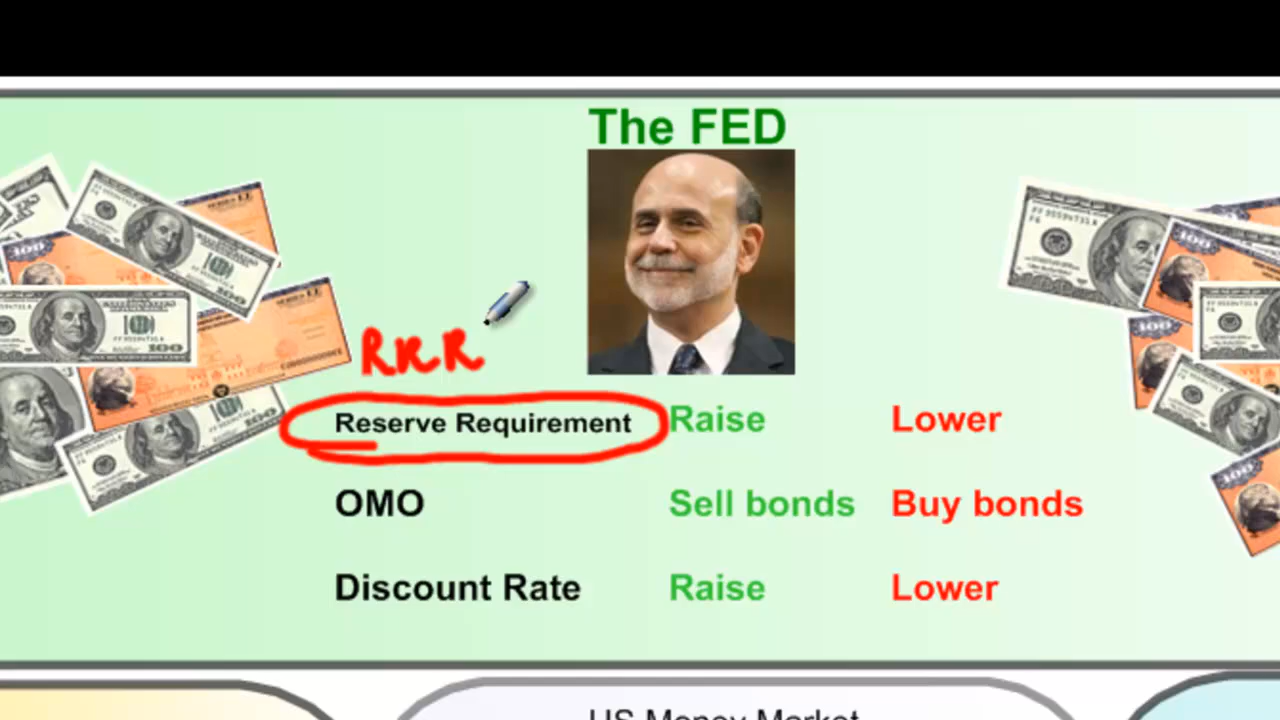 The FED
RRR
Reserve Requirement Raise Lower
OMO Sell bonds Buy bonds
Discount Rate Raise Lower
US Money Market